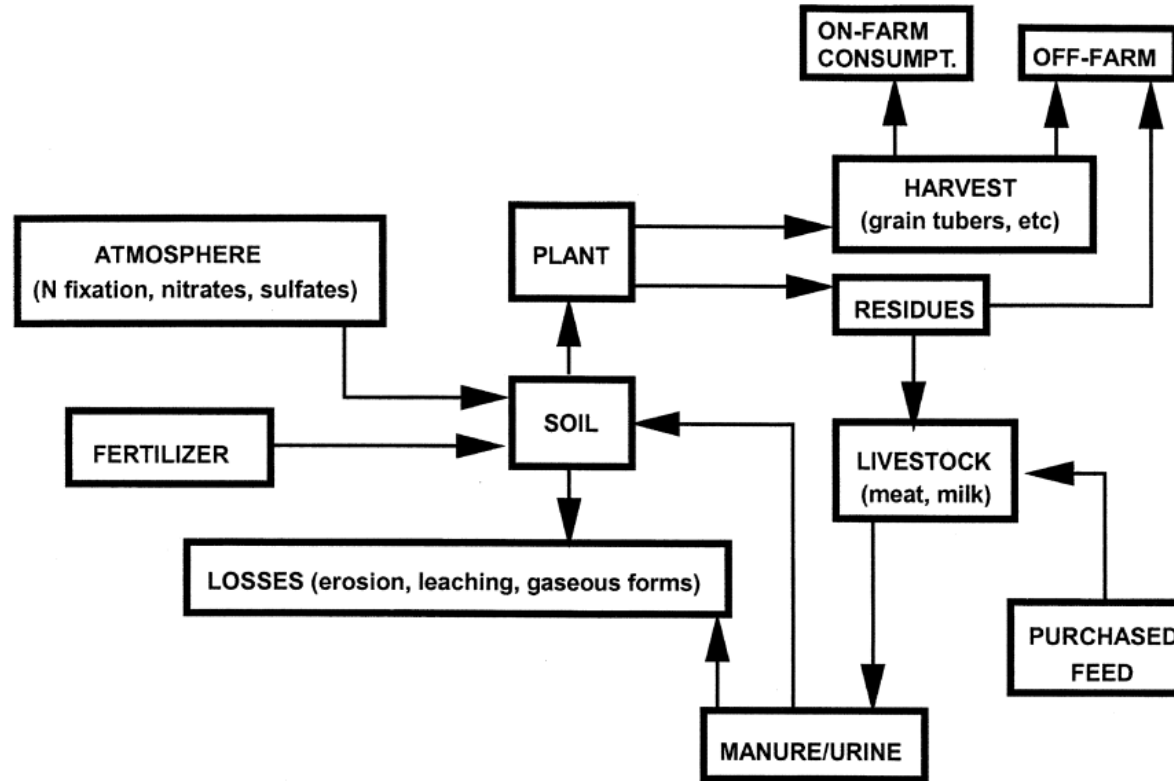 ON-FARM
CONSUMPT.
OFF-FARM
HARVEST
(grain tubers, etc)
ATMOSPHERE
(N fixation, nitrates, sulfates)
PLANT
RESIDUES
SOIL
FERTILIZER
LIVESTOCK
(meat, milk)
LOSSES (erosion, leaching, gaseous forms)
PURCHASED
FEED
MANURE/URINE